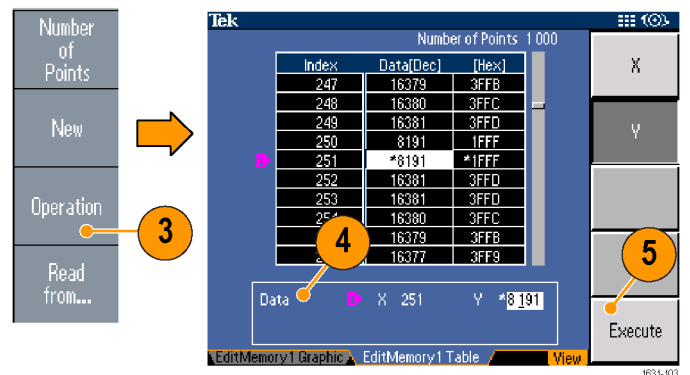 Number
of
Points
New
Operation
Read
from...
3
Tek
Number of Points 1 000
Index Data[Dec] [Hex]
247 16379 3FFB
248 16380 3FFC
249 16381 3FFD
250 8191 1FFF
251 *8191 *1FFF
252 16381 3FFD
253 16381 3FFD
16380 3FFC
16379 3FFB
16377 3FF9
4
Data 1 X 251 Y *8 191
X
Y
5
Execute
EditMemory1 Graphic EditMemory1 Table View
1631-103